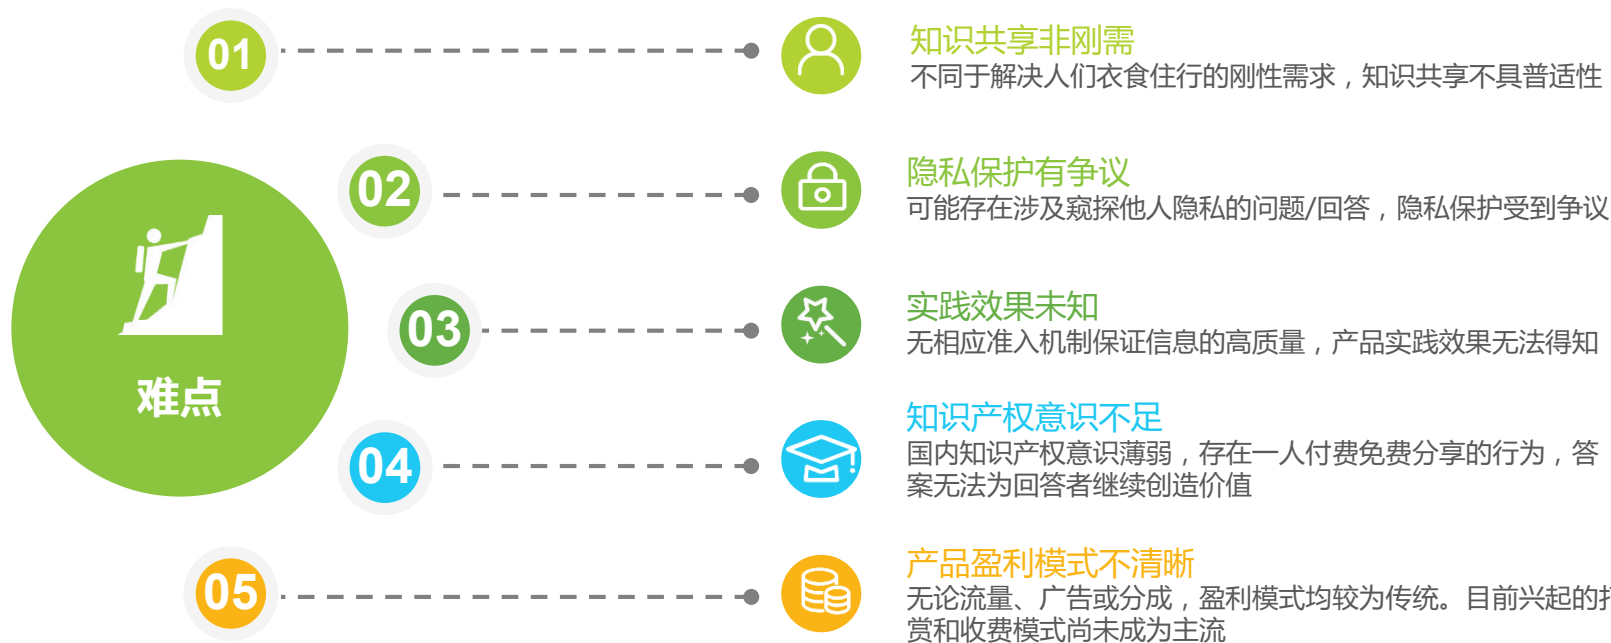 01
知识共享非刚需
不同于解决人们衣食住行的刚性需求，知识共享不具普适性
02
隐私保护有争议
可能存在涉及窥探他人隐私的问题/回答，隐私保护受到争议
03
实践效果未知
无相应准入机制保证信息的高质量，产品实践效果无法得知
难点
04
知识产权意识不足
国内知识产权意识薄弱，存在一人付费免费分享的行为，答
案无法为回答者继续创造价值
05
产品盈利模式不清晰
无论流量、广告或分成，盈利模式均较为传统。目前兴起的
赏和收费模式尚未成为主流